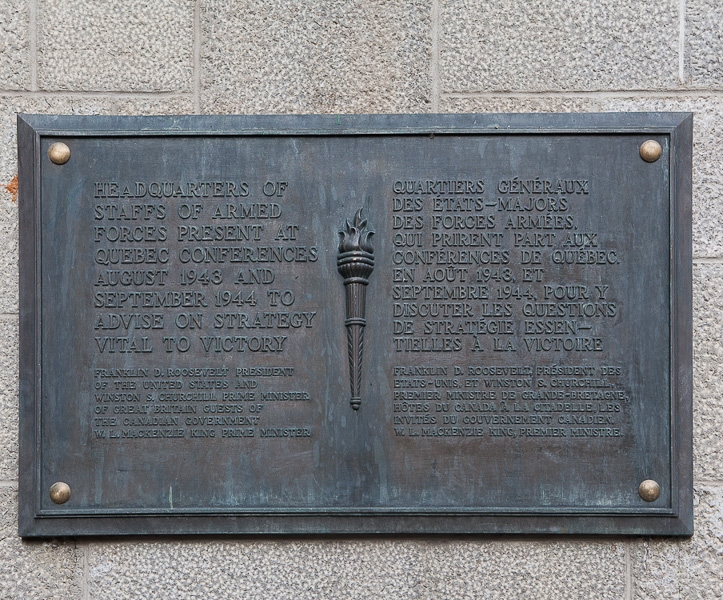 HEADQUARTERS OF
STAFFS OF ARMED
FORCES PRESENT AT
QUEBEC CONFERENCES
AUGUST 1943 AND
SEPTEMBER 1944 TO
ADVISE ON STRATEGY
VITAL TO VICTORY
FRANKLIN D. ROOSEVELT PRESIDENT
OF THE UNITED STATES AND
WINSTON S. CHURCHILL PRIME MINISTER
OF GREAT BRITAIN GUESTS OF
THE CANADIAN GOVERNMENT
W. L. MACKENZIE KING PRIME MINISTER
QUARTIERS GÉNÉRAUX
DES ÉTATS-MAJORS
DES FORCES ARMÉES,
QUI PRIRENT PART AUX
CONFÉRENCES DE QUÉBEC,
EN AOÛT 1943, ET
SEPTEMBRE 1944, POUR Y
DISCUTER LES QUESTIONS
DE STRATÉGIE ESSEN-
TIELLES À LA VICTOIRE
FRANKLIN D. ROOSEVELT, PRÉSIDENT DES
ÉTATS-UNIS, ET WINSTON S. CHURCHILL,
PREMIER MINISTRE DE GRANDE-BRETAGNE,
HÔTES DU CANADA, À LA CITADELLE, LES
INVITÉS DU GOUVERNEMENT CANADIEN,
W. L. MACKENZIE KING, PREMIER MINISTRE.